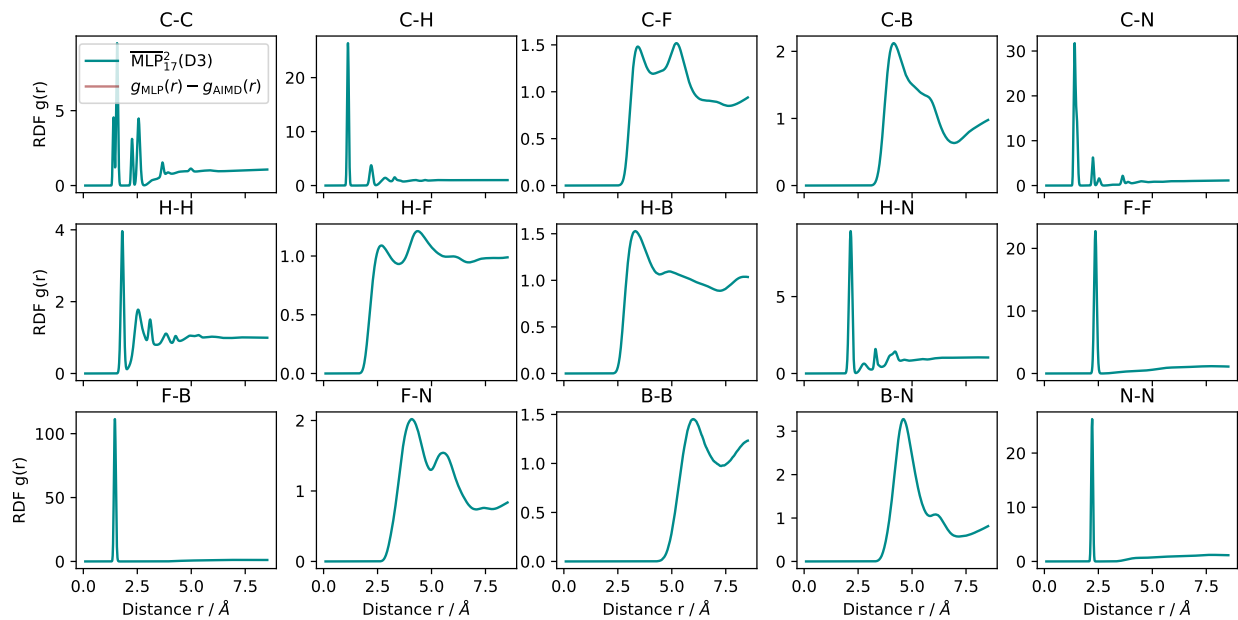 C-C
C-H
C-F
C-B
C-N
RDF g(r)
0
5
MLP²₁₇(D3)
g_MLP(r) − g_AIMD(r)
0
10
20
0.0
0.5
1.0
1.5
0
1
2
0
10
20
30
H-H
H-F
H-B
H-N
F-F
RDF g(r)
0
2
4
0.0
0.5
1.0
0.0
0.5
1.0
1.5
0
5
0
10
20
F-B
F-N
B-B
B-N
N-N
RDF g(r)
0
50
100
0
1
2
0.0
0.5
1.0
1.5
0
1
2
3
0
10
20
0.0 2.5 5.0 7.5
0.0 2.5 5.0 7.5
0.0 2.5 5.0 7.5
0.0 2.5 5.0 7.5
0.0 2.5 5.0 7.5
Distance r / Å
Distance r / Å
Distance r / Å
Distance r / Å
Distance r / Å